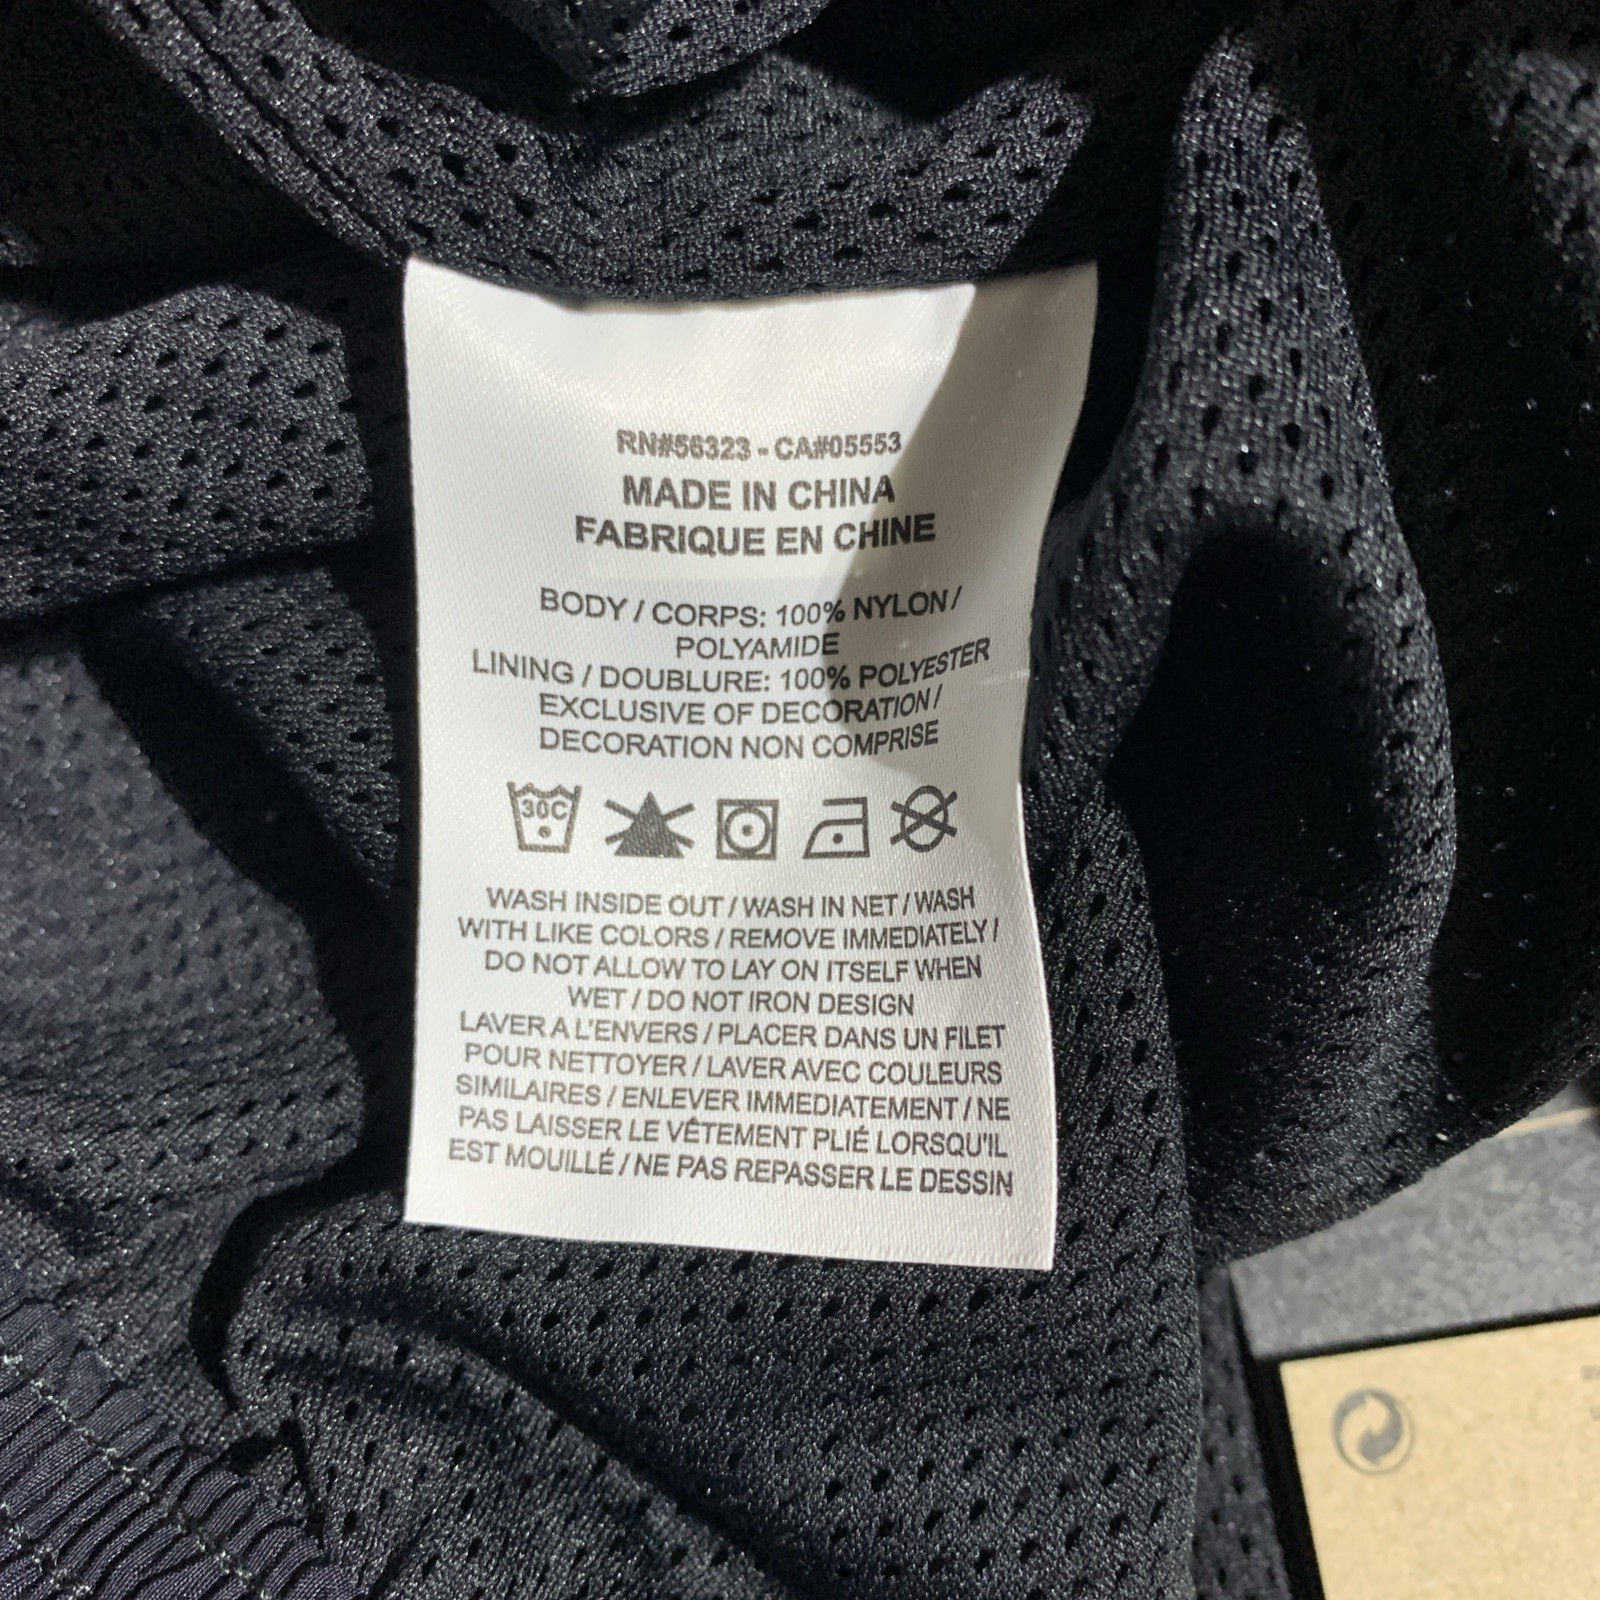 RN#56323 - CA#05553
MADE IN CHINA
FABRIQUE EN CHINE
BODY / CORPS: 100% NYLON /
POLYAMIDE
LINING / DOUBLURE: 100% POLYESTER
EXCLUSIVE OF DECORATION /
DECORATION NON COMPRISE
30C
WASH INSIDE OUT / WASH IN NET / WASH
WITH LIKE COLORS / REMOVE IMMEDIATELY /
DO NOT ALLOW TO LAY ON ITSELF WHEN
WET / DO NOT IRON DESIGN
LAVER A L'ENVERS / PLACER DANS UN FILET
POUR NETTOYER / LAVER AVEC COULEURS
SIMILAIRES / ENLEVER IMMEDIATEMENT / NE
PAS LAISSER LE VÊTEMENT PLIÉ LORSQU'IL
EST MOUILLÉ / NE PAS REPASSER LE DESSIN